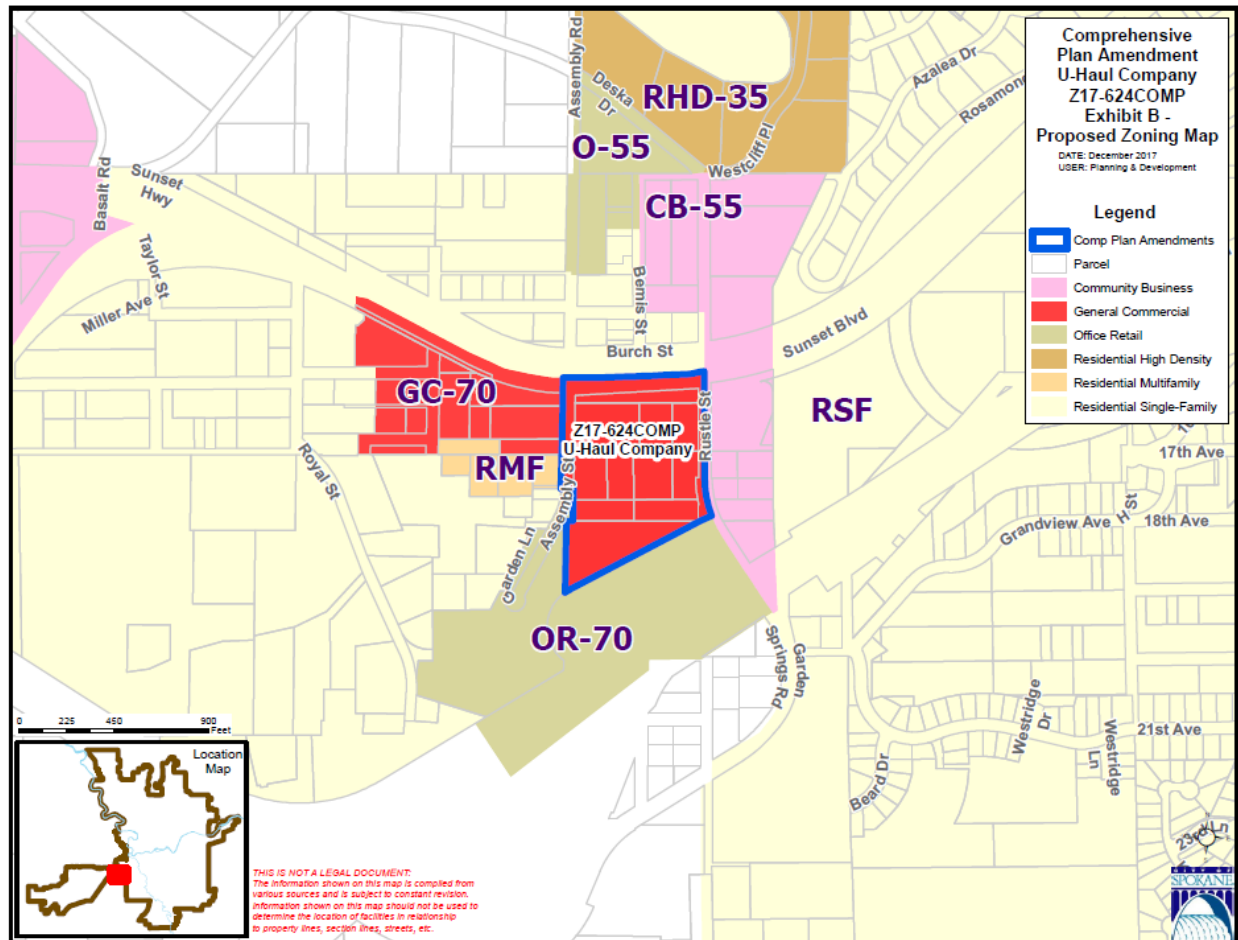 Comprehensive
Plan Amendment
U-Haul Company
Z17-624COMP
Exhibit B -
Proposed Zoning Map
DATE: December 2017
USER: Planning & Development
Legend
Comp Plan Amendments
Parcel
Community Business
General Commercial
Office Retail
Residential High Density
Residential Multifamily
Residential Single-Family
Assembly Rd
Deska
Dr
RHD-35
Azalea Dr
O-55
Westcliff Pl
Basalt Rd
Sunset
Hwy
CB-55
Taylor St
Bemis St
Miller Ave
Burch St
Sunset Blvd
GC-70
Z17-624COMP
U-Haul Company
Rustle St
RSF
Royal St
RMF
Assembly St
17th Ave
H St
18th Ave
Grandview Ave
Garden Ln
OR-70
Garden
Springs Rd
Westridge
Dr
Westridge
Ln
21st Ave
Beard Dr
23rd Ln
0 225 450 900
Feet
Location
Map
THIS IS NOT A LEGAL DOCUMENT:
The information shown on this map is compiled from
various sources and is subject to constant revision.
Information shown on this map should not be used to
determine the location of facilities in relationship
to property lines, section lines, streets, etc.
CITY OF
SPOKANE